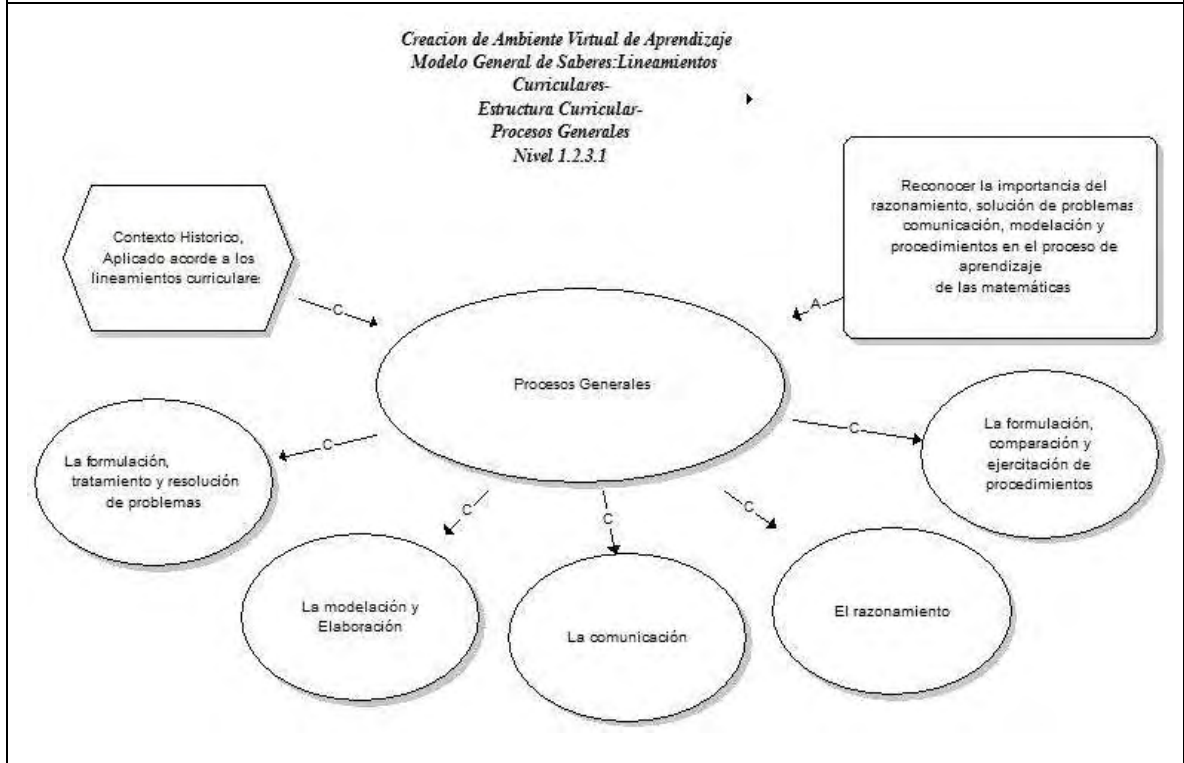 Creacion de Ambiente Virtual de Aprendizaje
Modelo General de Saberes:Lineamientos
Curriculares-
Estructura Curricular-
Procesos Generales
Nivel 1.2.3.1
Contexto Historico,
Aplicado acorde a los
lineamientos curriculare
Reconocer la importancia del
razonamiento, solución de problemas
comunicación, modelación y
procedimientos en el proceso de
aprendizaje
de las matemáticas
C
A
Procesos Generales
C
C
C
C
C
La formulación,
tratamiento y resolución
de problemas
La modelación y
Elaboración
La comunicación
El razonamiento
La formulación,
comparación y
ejercitación de
procedimientos